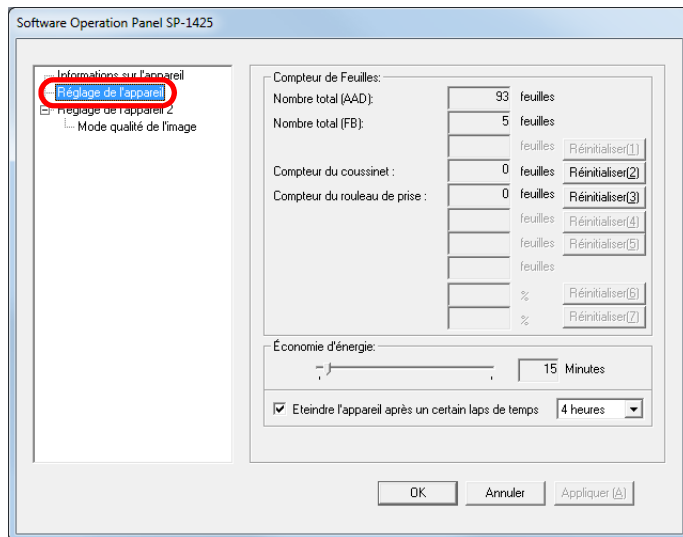 Software Operation Panel SP-1425
Informations sur l'appareil
Réglage de l'appareil
Réglage de l'appareil 2
Mode qualité de l'image
Compteur de Feuilles:
Nombre total (AAD): 93 feuilles
Nombre total (FB): 5 feuilles
feuilles Réinitialiser(1)
Compteur du coussinet : 0 feuilles Réinitialiser(2)
Compteur du rouleau de prise : 0 feuilles Réinitialiser(3)
feuilles Réinitialiser(4)
feuilles Réinitialiser(5)
feuilles
% Réinitialiser(6)
% Réinitialiser(7)
Économie d'énergie:
15 Minutes
Eteindre l'appareil après un certain laps de temps 4 heures
OK Annuler Appliquer (A)